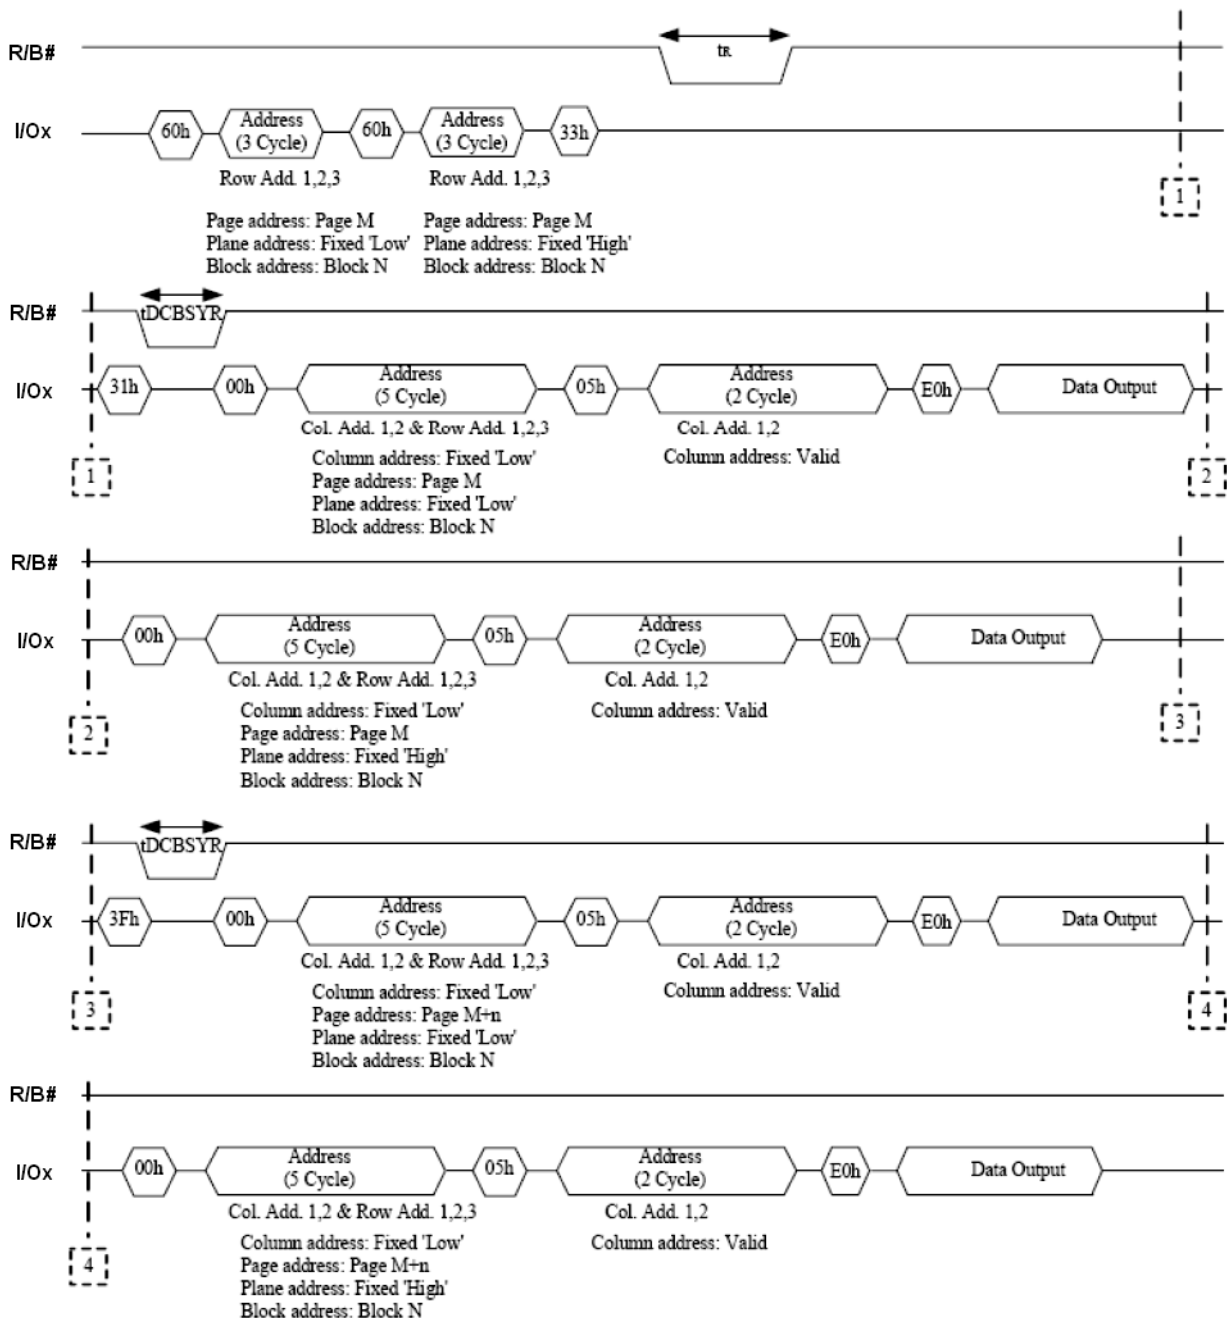 R/B#
tR
I/Ox
60h
Address
(3 Cycle)
60h
Address
(3 Cycle)
33h
Row Add. 1,2,3
Row Add. 1,2,3
1
Page address: Page M
Plane address: Fixed 'Low'
Block address: Block N
Page address: Page M
Plane address: Fixed 'High'
Block address: Block N
R/B#
tDCBSYR
I/Ox
31h
00h
Address
(5 Cycle)
05h
Address
(2 Cycle)
E0h
Data Output
Col. Add. 1,2 & Row Add. 1,2,3
Col. Add. 1,2
Column address: Fixed 'Low'
Page address: Page M
Plane address: Fixed 'Low'
Block address: Block N
Column address: Valid
1
2
R/B#
I/Ox
00h
Address
(5 Cycle)
05h
Address
(2 Cycle)
E0h
Data Output
Col. Add. 1,2 & Row Add. 1,2,3
Col. Add. 1,2
Column address: Fixed 'Low'
Page address: Page M
Plane address: Fixed 'High'
Block address: Block N
Column address: Valid
2
3
R/B#
tDCBSYR
I/Ox
3Fh
00h
Address
(5 Cycle)
05h
Address
(2 Cycle)
E0h
Data Output
Col. Add. 1,2 & Row Add. 1,2,3
Col. Add. 1,2
Column address: Fixed 'Low'
Page address: Page M+n
Plane address: Fixed 'Low'
Block address: Block N
Column address: Valid
3
4
R/B#
I/Ox
00h
Address
(5 Cycle)
05h
Address
(2 Cycle)
E0h
Data Output
Col. Add. 1,2 & Row Add. 1,2,3
Col. Add. 1,2
Column address: Fixed 'Low'
Page address: Page M+n
Plane address: Fixed 'High'
Block address: Block N
Column address: Valid
4